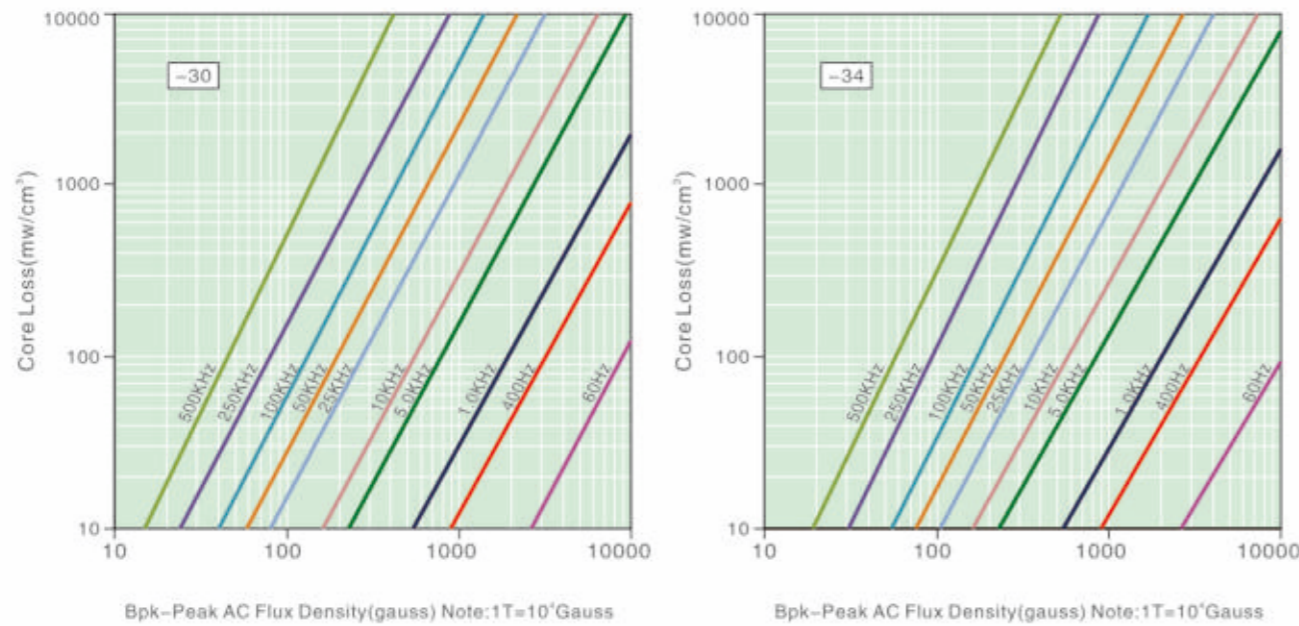 -30
10000
1000
100
10
Core Loss(mw/cm³)
500KHz
250KHz
100KHz
50KHz
25KHz
10KHz
5.0KHz
1.0KHz
400Hz
60Hz
10
100
1000
10000
Bpk-Peak AC Flux Density(gauss) Note:1T=10⁴Gauss
-34
10000
1000
100
10
Core Loss(mw/cm³)
500KHz
250KHz
100KHz
50KHz
25KHz
10KHz
5.0KHz
1.0KHz
400Hz
60Hz
10
100
1000
10000
Bpk-Peak AC Flux Density(gauss) Note:1T=10⁴Gauss